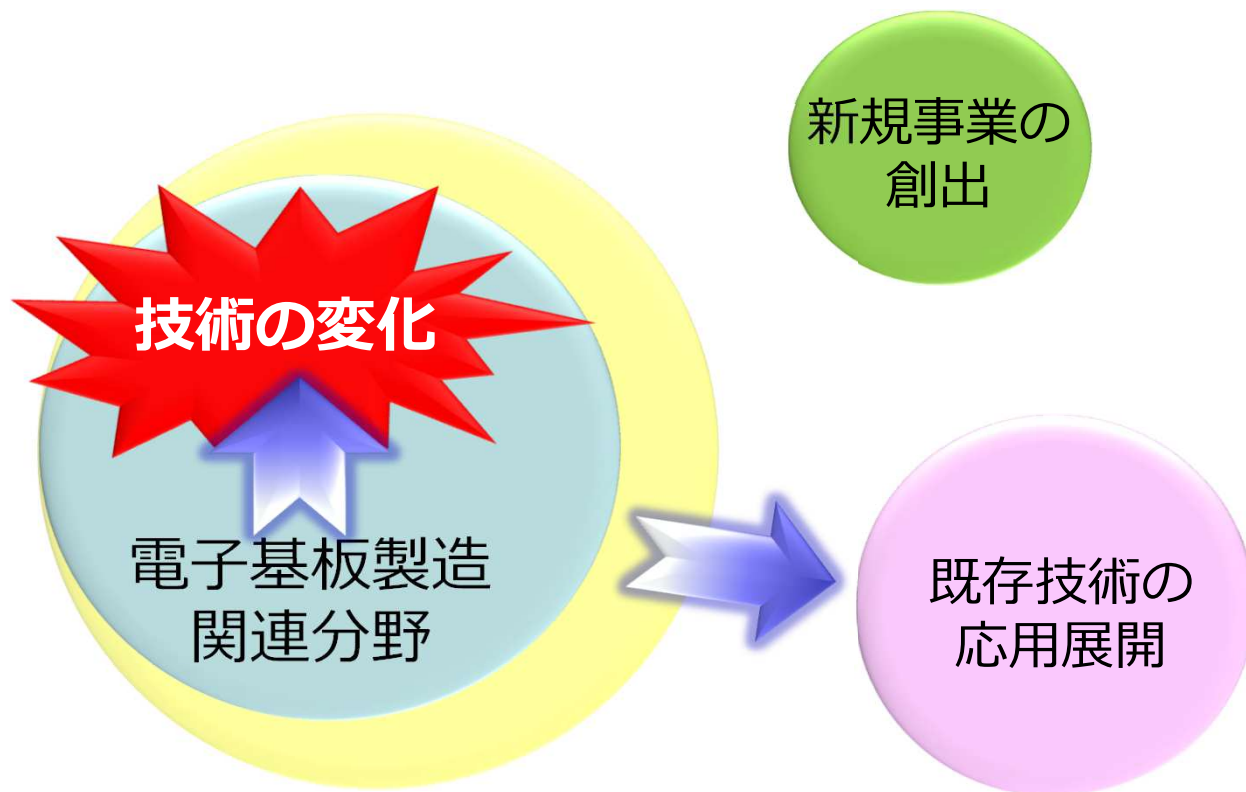 新規事業の
創出
技術の変化
電子基板製造
関連分野
既存技術の
応用展開